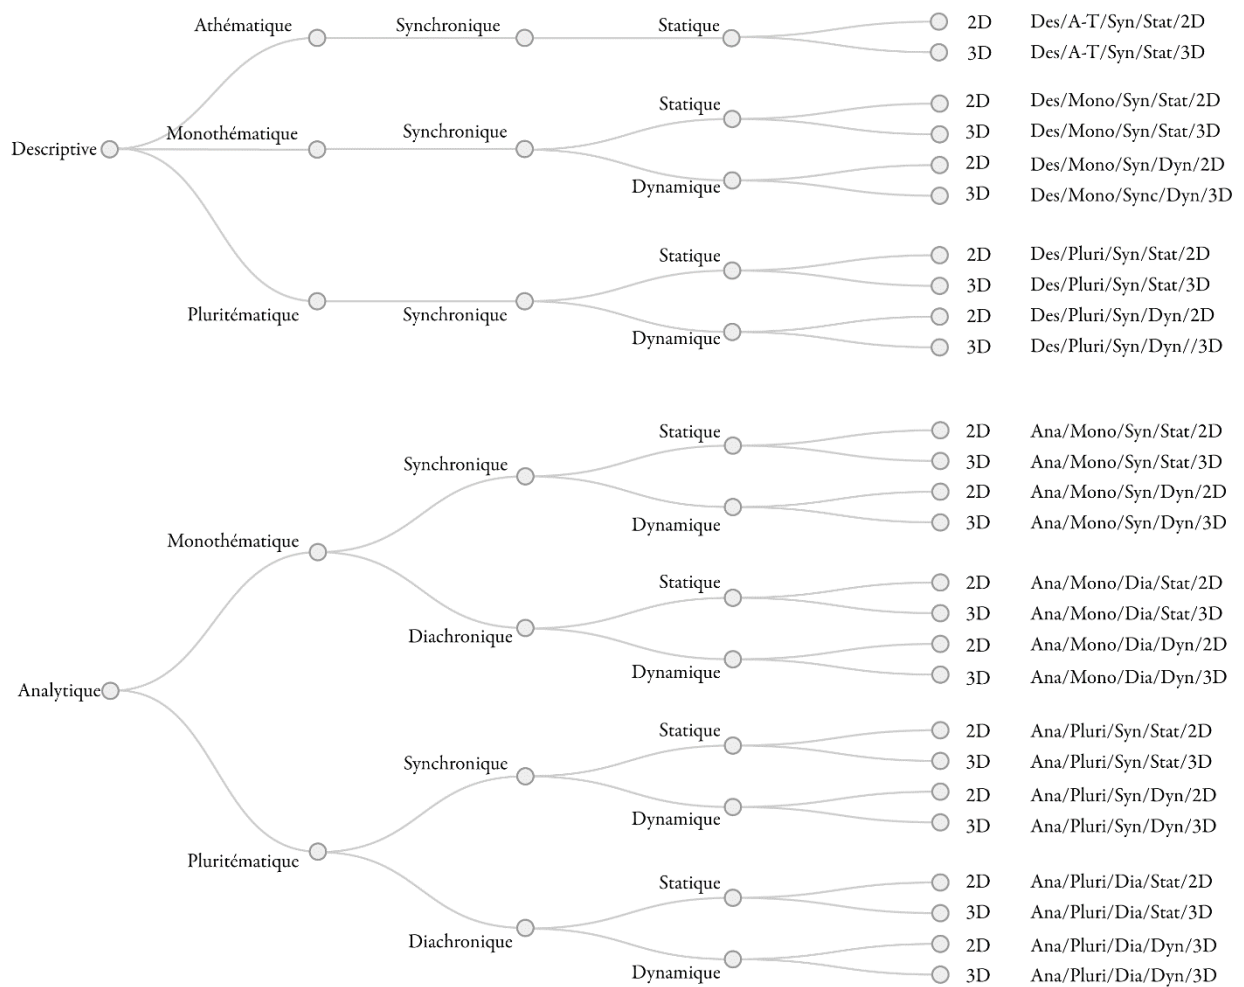 Athématique Synchronique Statique 2D Des/A-T/Syn/Stat/2D
3D Des/A-T/Syn/Stat/3D
Statique 2D Des/Mono/Syn/Stat/2D
Descriptive Monothématique Synchronique 3D Des/Mono/Syn/Stat/3D
Dynamique 2D Des/Mono/Syn/Dyn/2D
3D Des/Mono/Sync/Dyn/3D
Statique 2D Des/Pluri/Syn/Stat/2D
3D Des/Pluri/Syn/Stat/3D
Pluritématique Synchronique 2D Des/Pluri/Syn/Dyn/2D
Dynamique 3D Des/Pluri/Syn/Dyn//3D
Statique 2D Ana/Mono/Syn/Stat/2D
Synchronique 3D Ana/Mono/Syn/Stat/3D
2D Ana/Mono/Syn/Dyn/2D
Dynamique 3D Ana/Mono/Syn/Dyn/3D
Monothématique
Statique 2D Ana/Mono/Dia/Stat/2D
3D Ana/Mono/Dia/Stat/3D
Diachronique 2D Ana/Mono/Dia/Dyn/2D
Dynamique 3D Ana/Mono/Dia/Dyn/3D
Analytique
Statique 2D Ana/Pluri/Syn/Stat/2D
Synchronique 3D Ana/Pluri/Syn/Stat/3D
2D Ana/Pluri/Syn/Dyn/2D
Dynamique 3D Ana/Pluri/Syn/Dyn/3D
Pluritématique
Statique 2D Ana/Pluri/Dia/Stat/2D
3D Ana/Pluri/Dia/Stat/3D
Diachronique 2D Ana/Pluri/Dia/Dyn/3D
Dynamique 3D Ana/Pluri/Dia/Dyn/3D